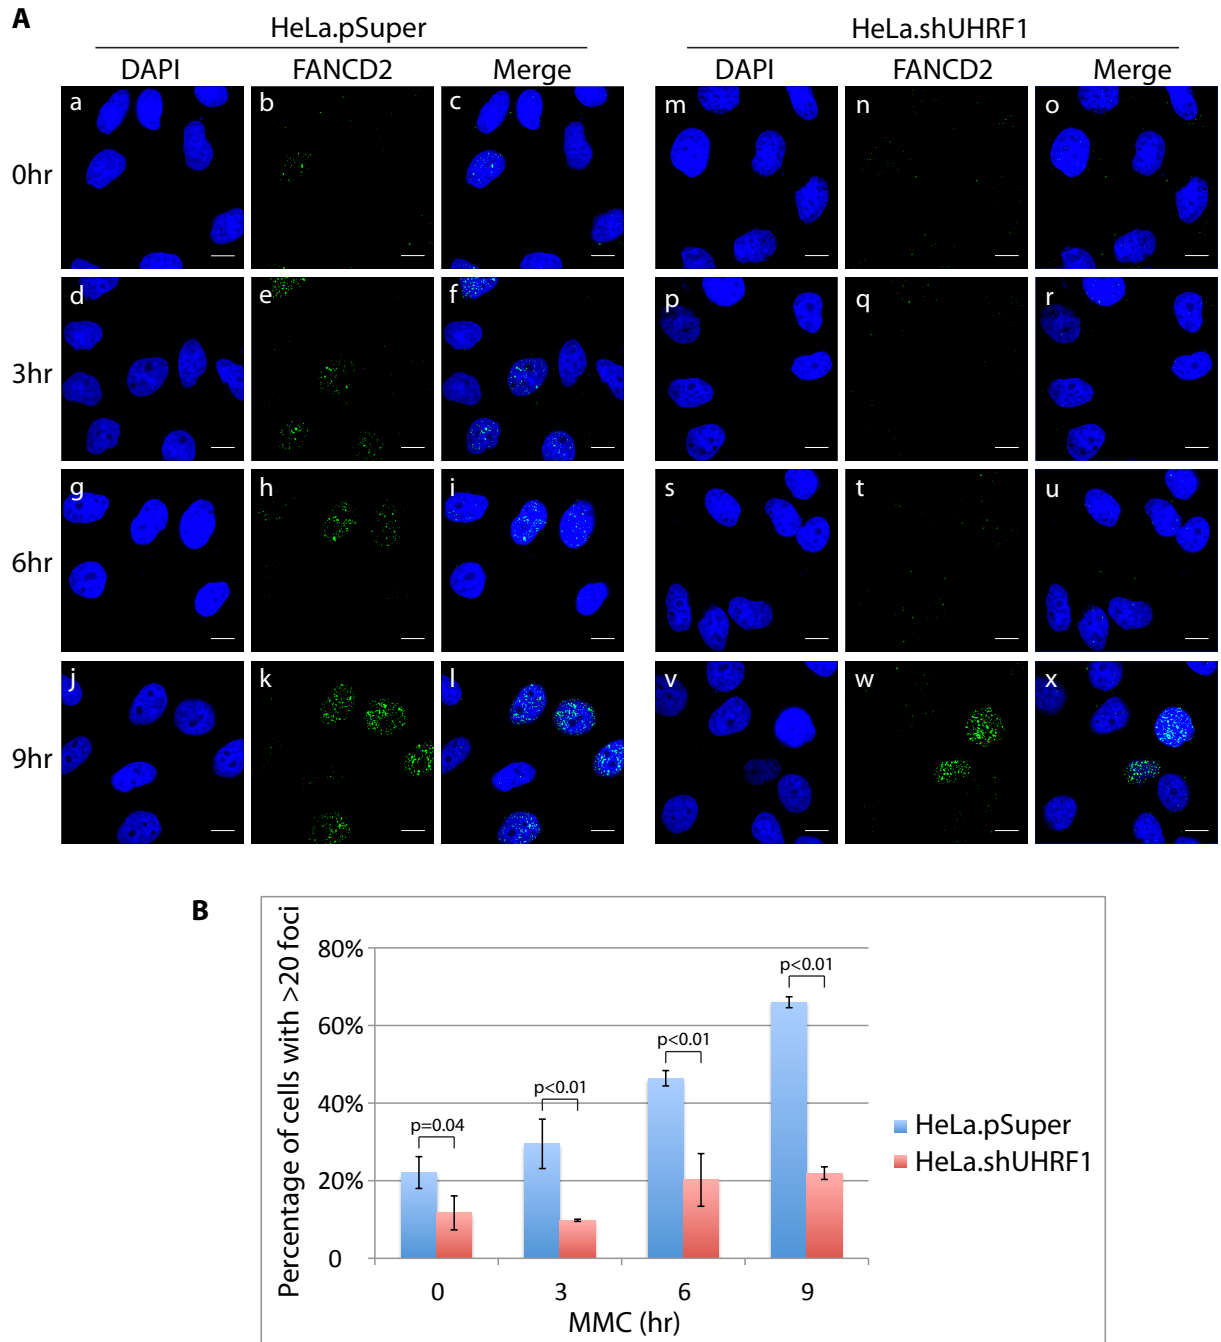 A
HeLa.pSuper
HeLa.shUHRF1
DAPI FANCD2 Merge
DAPI FANCD2 Merge
0hr
a b c m n o
3hr
d e f p q r
6hr
g h i s t u
9hr
j k l v w x
B
Percentage of cells with >20 foci
80%
60%
40%
20%
0
p=0.04
p<0.01
p<0.01
p<0.01
HeLa.pSuper
HeLa.shUHRF1
0 3 6 9
MMC (hr)